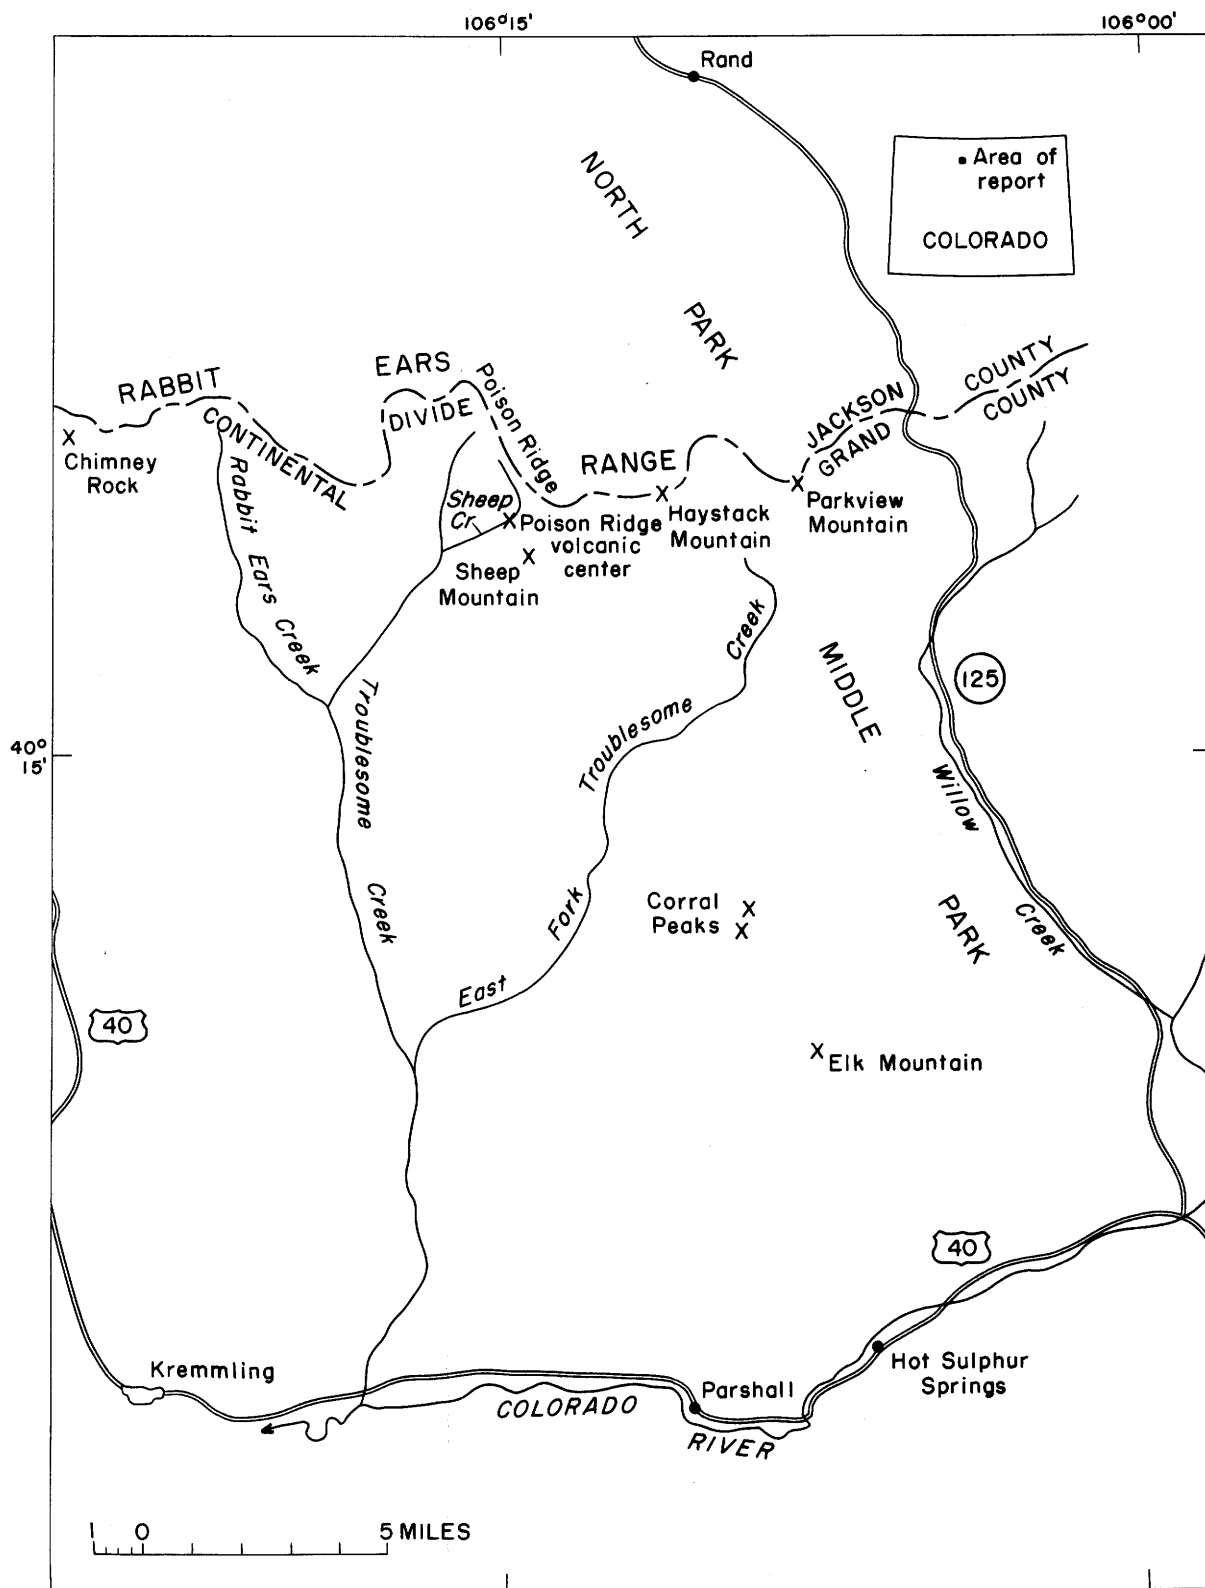 106°15'
106°00'
Rand
Area of
report
COLORADO
NORTH
PARK
RABBIT
EARS
RANGE
CONTINENTAL
DIVIDE
Poison Ridge
JACKSON COUNTY
GRAND COUNTY
Chimney
Rock
Rabbit Ears Creek
Sheep
Cr
Poison Ridge
volcanic
center
Haystack
Mountain
Parkview
Mountain
Sheep
Mountain
MIDDLE
PARK
125
40°
15'
Troublesome Creek
East Fork Troublesome Creek
Willow Creek
Corral
Peaks
40
Elk Mountain
40
Kremmling
Parshall
Hot Sulphur
Springs
COLORADO
RIVER
1 0 5 MILES